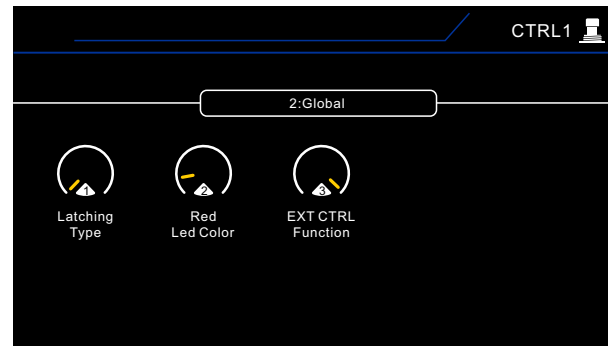 CTRL1
2:Global
1
2
3
Latching
Type
Red
Led Color
EXT CTRL
Function